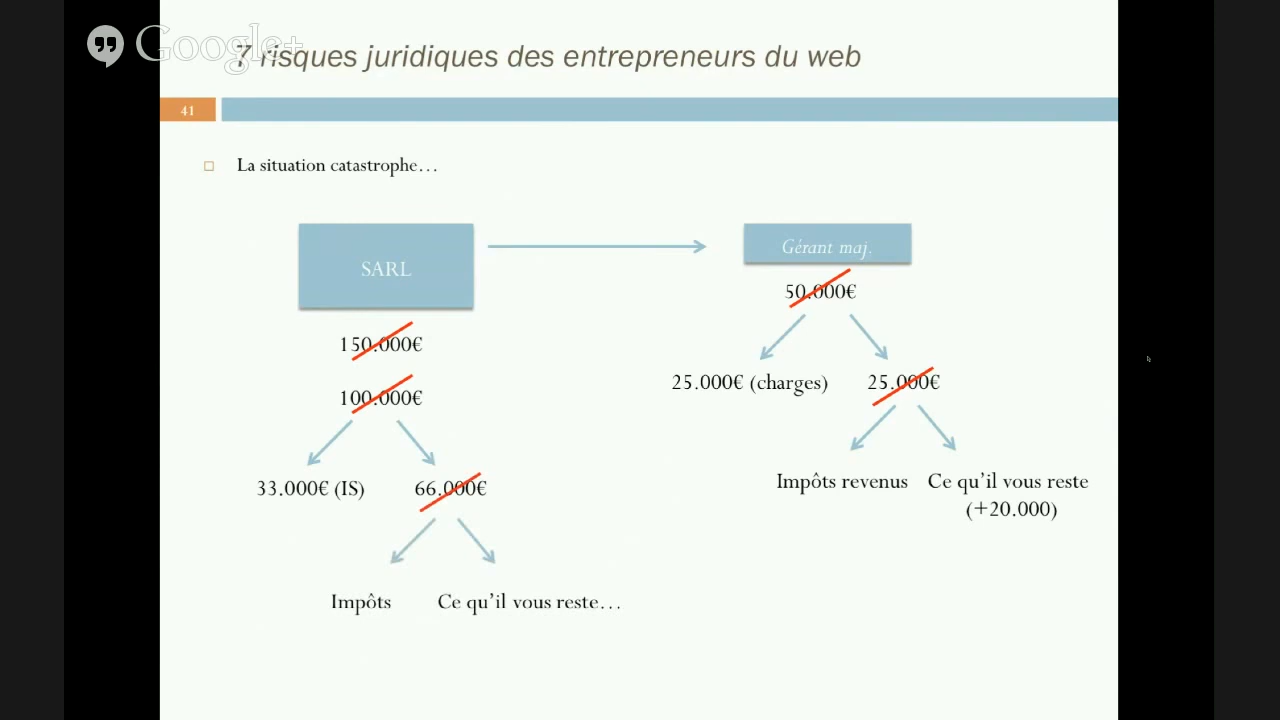 Google+
7 risques juridiques des entrepreneurs du web
41
La situation catastrophe…
SARL
Gérant maj.
50.000€
150.000€
25.000€ (charges)
25.000€
100.000€
33.000€ (IS)
66.000€
Impôts revenus
Ce qu'il vous reste
(+20.000)
Impôts
Ce qu'il vous reste…